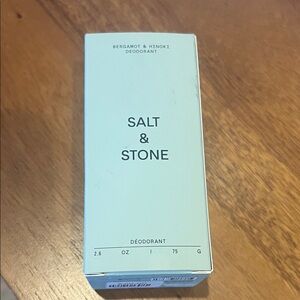 BERGAMOT & HINOKI
DEODORANT
SALT
&
STONE
DÉODORANT
2.6 OZ | 75 G